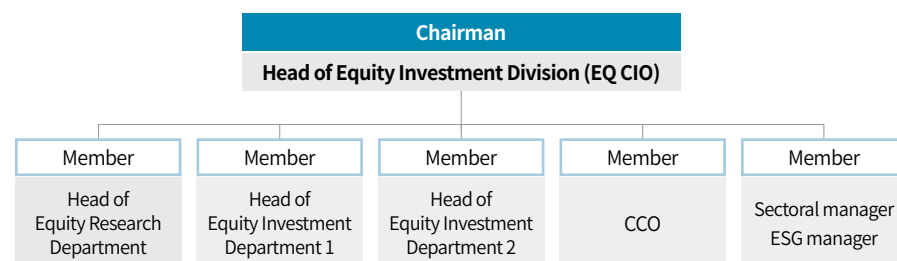 Chairman
Head of Equity Investment Division (EQ CIO)
Member
Head of
Equity Research
Department
Member
Head of
Equity Investment
Department 1
Member
Head of
Equity Investment
Department 2
Member
CCO
Member
Sectoral manager
ESG manager